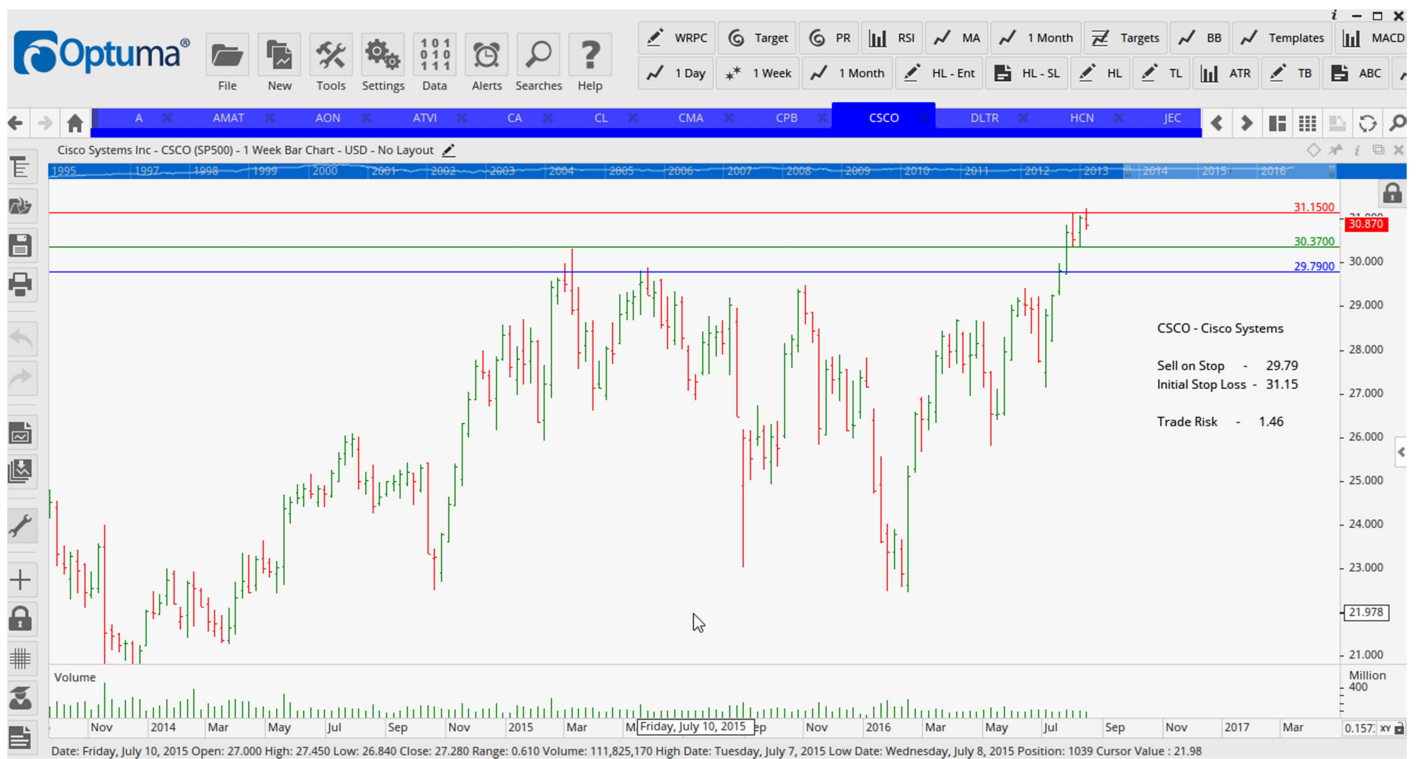 i
Optuma®
File New Tools Settings Data Alerts Searches Help
101
010
111
WRPC Target PR RSI MA 1 Month Targets BB Templates MACD
1 Day 1 Week 1 Month HL - Ent HL - SL HL TL ATR TB ABC
A AMAT AON ATVI CA CL CMA CPB CSCO DLTR HCN JEC
Cisco Systems Inc - CSCO (SP500) - 1 Week Bar Chart - USD - No Layout
1995 1997 1998 1999 2000 2001 2002 2003 2004 2005 2006 2007 2008 2009 2010 2011 2012 2013 2014 2015 2016
31.1500
30.870
30.3700
30.000
29.7900
29.000
CSCO - Cisco Systems
28.000
Sell on Stop - 29.79
Initial Stop Loss - 31.15
27.000
Trade Risk - 1.46
26.000
25.000
24.000
23.000
21.978
21.000
Volume
Million
400
Nov 2014 Mar May Jul Sep Nov 2015 Mar M Friday, July 10, 2015 ep Nov 2016 Mar May Jul Sep Nov 2017 Mar 0.157: XY
Date: Friday, July 10, 2015 Open: 27.000 High: 27.450 Low: 26.840 Close: 27.280 Range: 0.610 Volume: 111,825,170 High Date: Tuesday, July 7, 2015 Low Date: Wednesday, July 8, 2015 Position: 1039 Cursor Value : 21.98